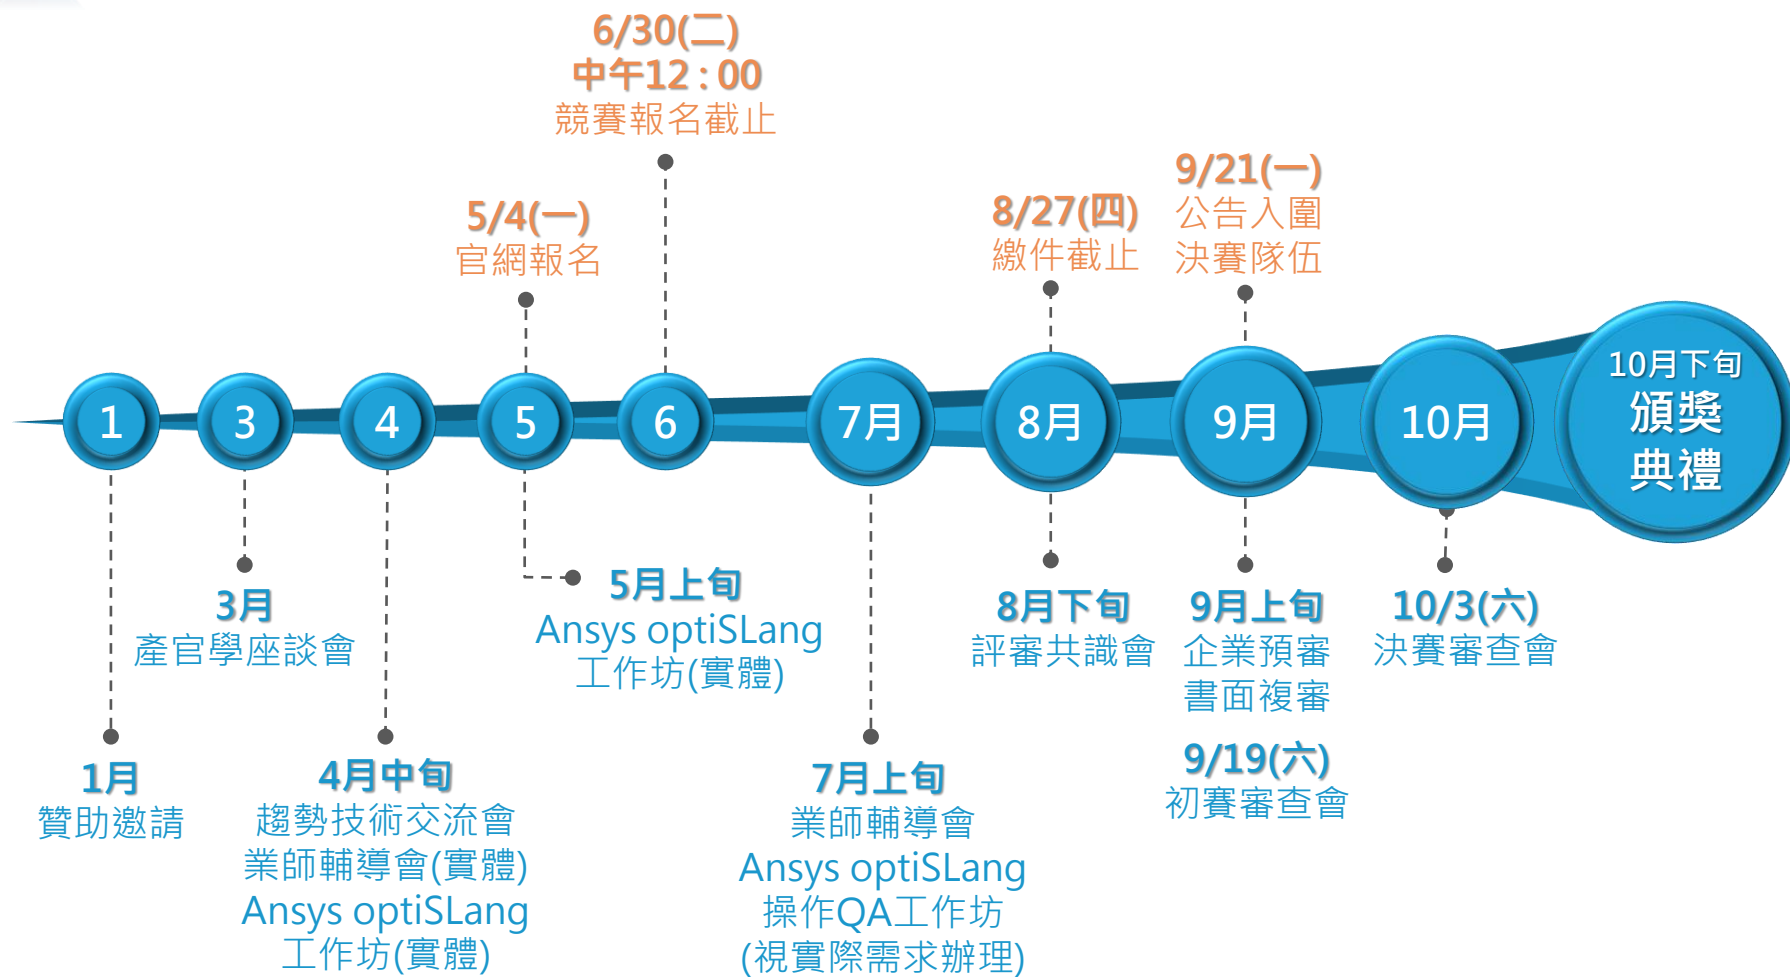 6/30(二)
中午12 : 00
競賽報名截止
5/4(一)
官網報名
8/27(四)
繳件截止
9/21(一)
公告入圍
決賽隊伍
1
3
4
5
6
7月
8月
9月
10月
10月下旬
頒獎
典禮
1月
贊助邀請
3月
產官學座談會
4月中旬
趨勢技術交流會
業師輔導會(實體)
Ansys optiSLang
工作坊(實體)
5月上旬
Ansys optiSLang
工作坊(實體)
7月上旬
業師輔導會
Ansys optiSLang
操作QA工作坊
(視實際需求辦理)
8月下旬
評審共識會
9月上旬
企業預審
書面複審
9/19(六)
初賽審查會
10/3(六)
決賽審查會